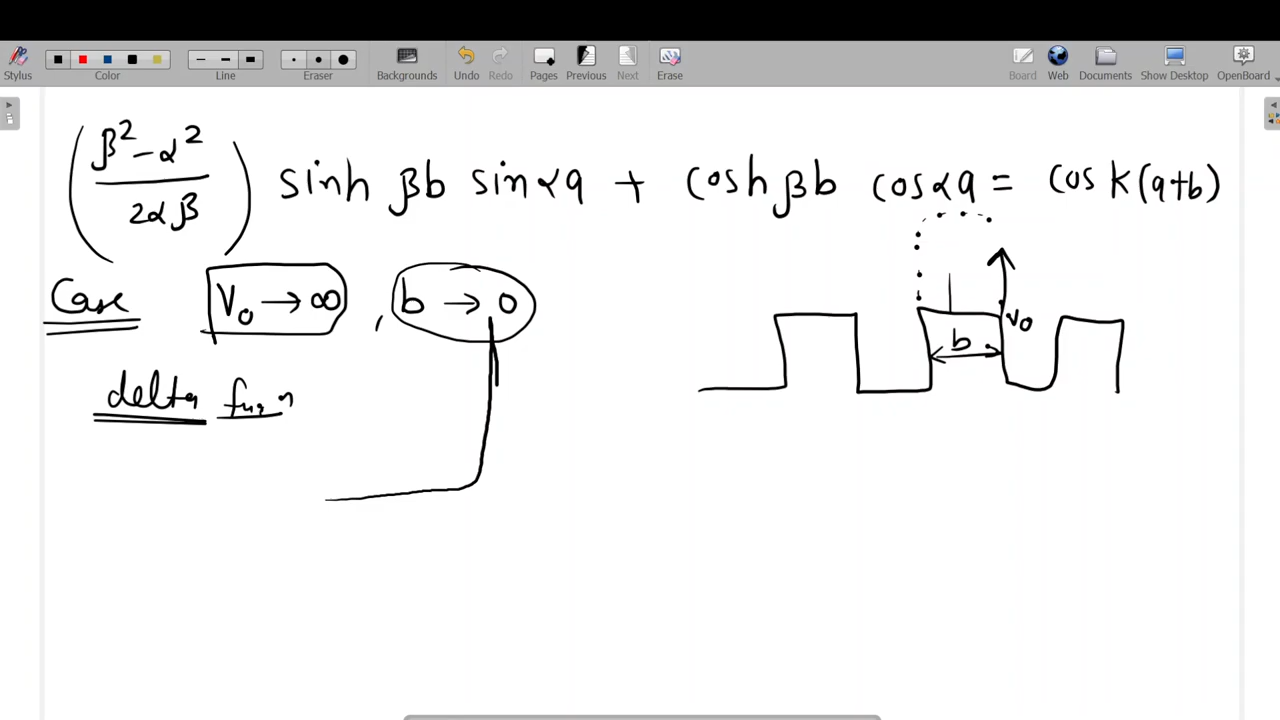 Stylus Color Line Eraser Backgrounds Undo Redo Pages Previous Next Erase Board Web Documents Show Desktop OpenBoard
(β² - α² / 2αβ) sinh βb sin αa + cosh βb cos αa = cos k(a+b)
Case V₀ → ∞ , b → 0
V₀
b
delta funⁿ